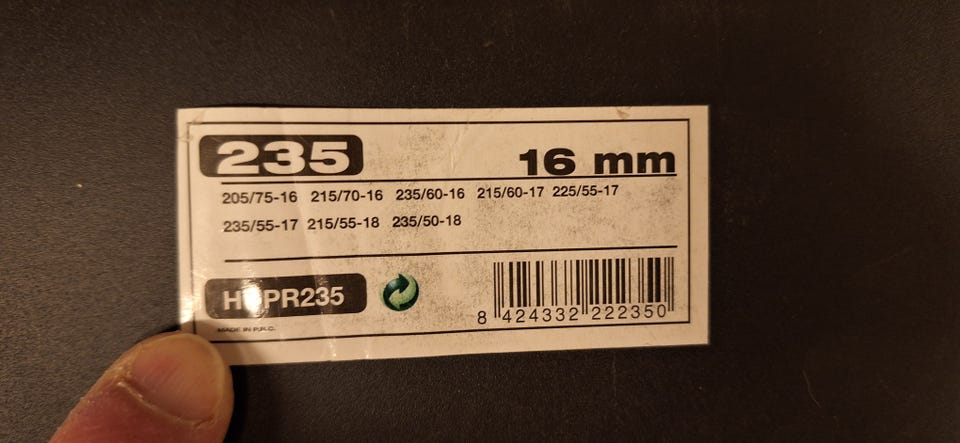 235 16 mm
205/75-16 215/70-16 235/60-16 215/60-17 225/55-17
235/55-17 215/55-18 235/50-18
8 424332 222350
MADE IN P.R.C.